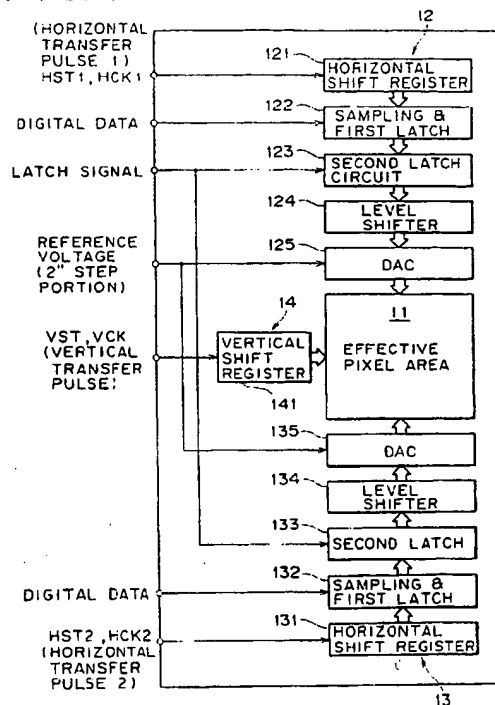 (HORIZONTAL
TRANSFER
PULSE 1)
HST1, HCK1
12
121
HORIZONTAL
SHIFT REGISTER
122
DIGITAL DATA
SAMPLING &
FIRST LATCH
123
LATCH SIGNAL
SECOND LATCH
CIRCUIT
124
LEVEL
SHIFTER
REFERENCE
VOLTAGE
(2" STEP
PORTION)
125
DAC
11
EFFECTIVE
PIXEL AREA
14
VST, VCK
(VERTICAL
TRANSFER
PULSE)
VERTICAL
SHIFT
REGISTER
141
135
DAC
134
LEVEL
SHIFTER
133
SECOND LATCH
132
DIGITAL DATA
SAMPLING &
FIRST LATCH
131
HST2, HCK2
(HORIZONTAL
TRANSFER
PULSE 2)
HORIZONTAL
SHIFT REGISTER
13